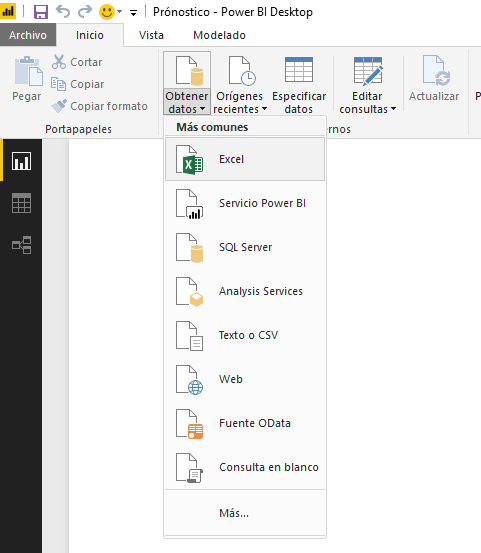 Prónostico - Power BI Desktop
Archivo Inicio Vista Modelado
Pegar
Cortar
Copiar
Copiar formato
Portapapeles
Obtener datos
Orígenes recientes
Especificar datos
Editar consultas
Actualizar
P
rnos
Más comunes
Excel
Servicio Power BI
SQL Server
Analysis Services
Texto o CSV
Web
Fuente OData
Consulta en blanco
Más...